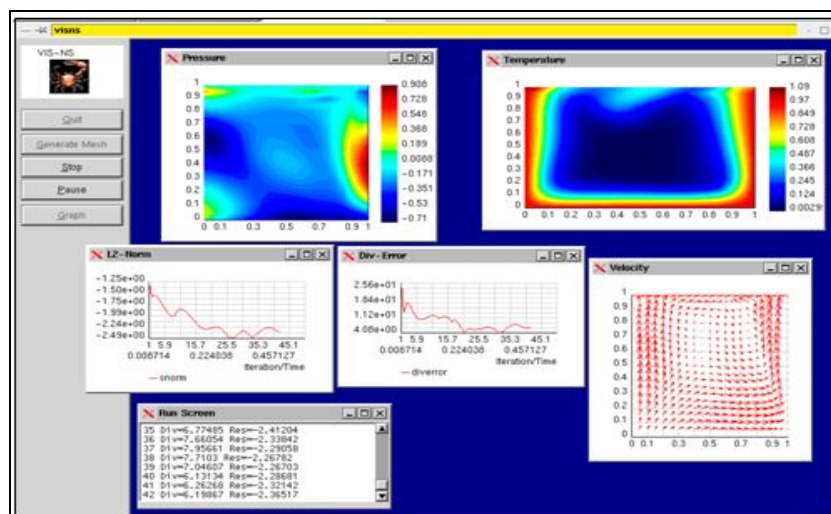 visns
VIS-NS
Quit
Generate Mesh
Stop
Pause
Graph
Pressure
1
0.9
0.8
0.7
0.6
0.5
0.4
0.3
0.2
0.1
0
0 0.1 0.3 0.5 0.7 0.9 1
0.908
0.728
0.548
0.368
0.189
0.0088
-0.171
-0.351
-0.53
-0.71
Temperature
1
0.9
0.8
0.7
0.6
0.5
0.4
0.3
0.2
0.1
0
0 0.1 0.2 0.3 0.4 0.5 0.6 0.7 0.8 0.9 1
1.09
0.97
0.849
0.728
0.608
0.487
0.366
0.245
0.124
0.0029
L2-Norm
-1.25e+00
-1.50e+00
-1.75e+00
-1.99e+00
-2.24e+00
-2.49e+00
1 5.9 15.7 25.5 35.3 45.1
0.008714 0.224038 0.457127
Iteration/Time
snorm
Div-Error
2.56e+01
1.84e+01
1.12e+01
4.08e+00
1 5.9 15.7 25.5 35.3 45.1
0.008714 0.224038 0.457127
Iteration/Time
diverror
Velocity
1
0.9
0.8
0.7
0.6
0.5
0.4
0.3
0.2
0.1
0
0 0.1 0.3 0.5 0.7 0.9 1
Run Screen
35 Div=6.77485 Res=-2.41204
36 Div=7.66054 Res=-2.33842
37 Div=7.95661 Res=-2.29058
38 Div=7.7103 Res=-2.26782
39 Div=7.04607 Res=-2.26703
40 Div=6.13134 Res=-2.28681
41 Div=6.26268 Res=-2.32142
42 Div=6.19867 Res=-2.36517